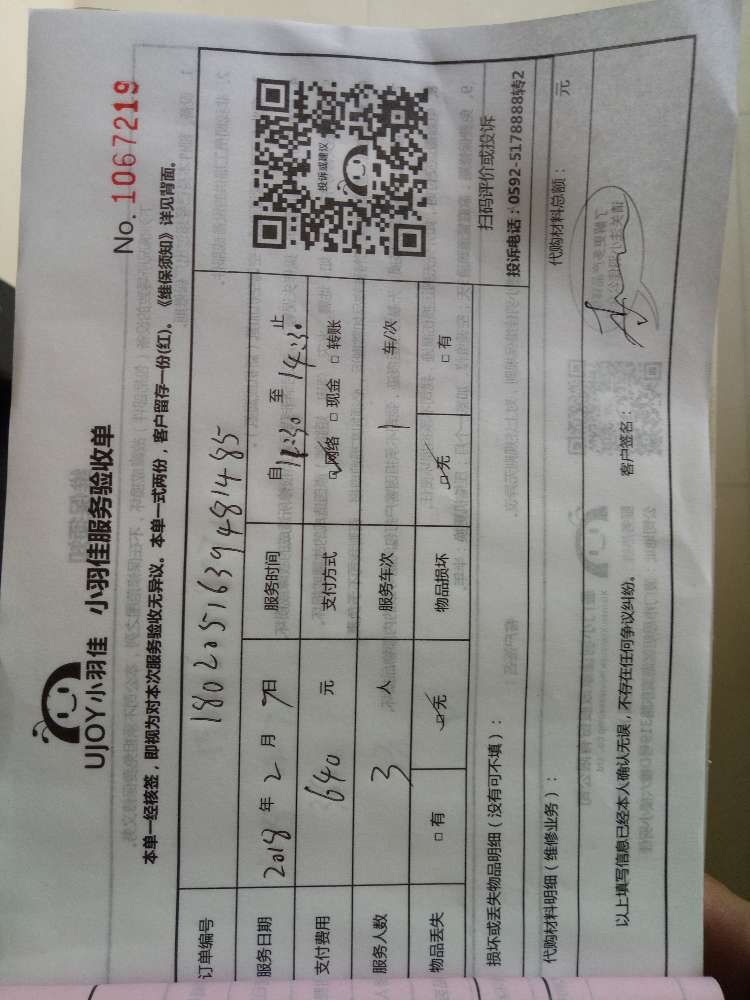 UJOY小羽佳 小羽佳服务验收单
No. 1067219
本单一经核签，即视为对本次服务验收无异议。本单一式两份，客户留存一份(红)。《维保须知》详见背面。
订单编号 180205163948 1485
服务日期 2018 年 2 月 7日 服务时间 自 12:30 至 14:30 止
支付费用 640 元 支付方式 ☑网络 □现金 □转账
服务人数 3 人 服务车次 1 车/次
物品丢失 □有 ☑无 物品损坏 ☑无 □有
投诉或建议
扫码评价或投诉
投诉电话：0592-5178888转2
损坏或丢失物品明细（没有可不填）：
代购材料明细（维修业务）： 代购材料总额： 元
以上填写信息已经本人确认无误，不存在任何争议纠纷。 客户签名：